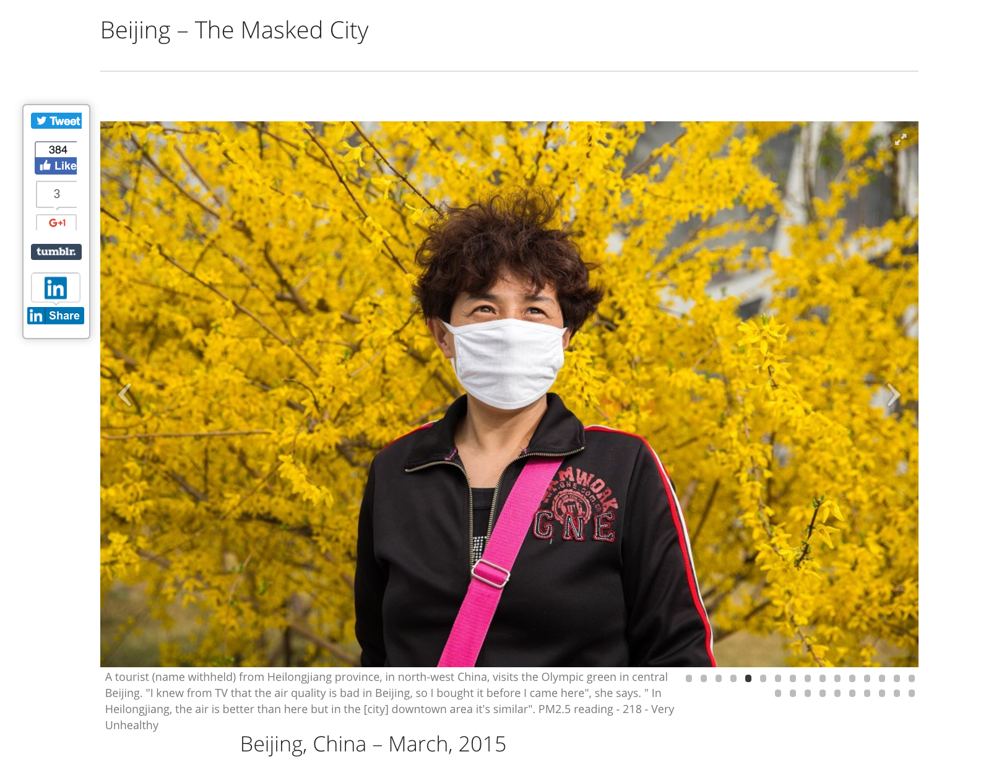 Beijing – The Masked City
Tweet
384
Like
3
G+1
tumblr.
in
in Share
MWORK
WWW.GNE.COM.CN
GNE
A tourist (name withheld) from Heilongjiang province, in north-west China, visits the Olympic green in central
Beijing. "I knew from TV that the air quality is bad in Beijing, so I bought it before I came here", she says. " In
Heilongjiang, the air is better than here but in the [city] downtown area it's similar". PM2.5 reading - 218 - Very
Unhealthy
Beijing, China – March, 2015